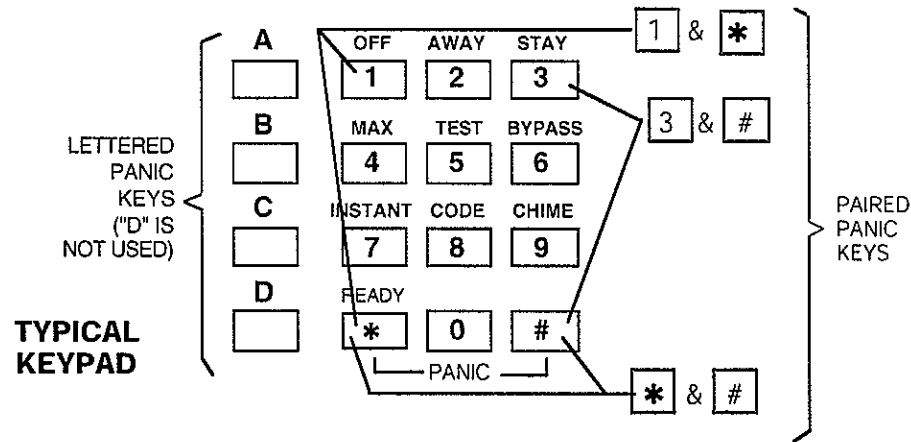 A OFF AWAY STAY 1 & *
1 2 3
3 & #
B MAX TEST BYPASS
4 5 6
LETTERED
PANIC
KEYS
("D" IS
NOT USED)
C INSTANT CODE CHIME
7 8 9
PAIRED
PANIC
KEYS
D READY
* 0 #
TYPICAL
KEYPAD
PANIC
* & #